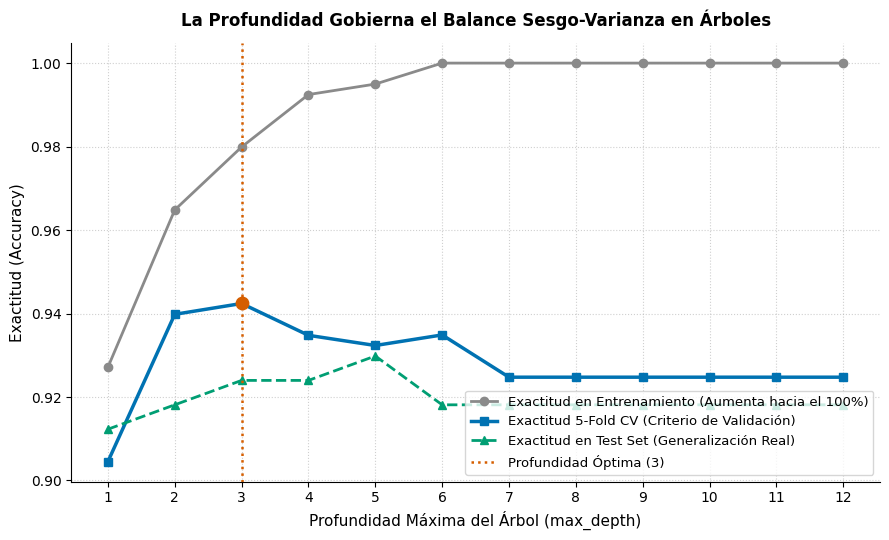 La Profundidad Gobierna el Balance Sesgo-Varianza en Árboles
Exactitud (Accuracy)
1.00
0.98
0.96
0.94
0.92
0.90
Exactitud en Entrenamiento (Aumenta hacia el 100%)
Exactitud 5-Fold CV (Criterio de Validación)
Exactitud en Test Set (Generalización Real)
Profundidad Óptima (3)
1 2 3 4 5 6 7 8 9 10 11 12
Profundidad Máxima del Árbol (max_depth)